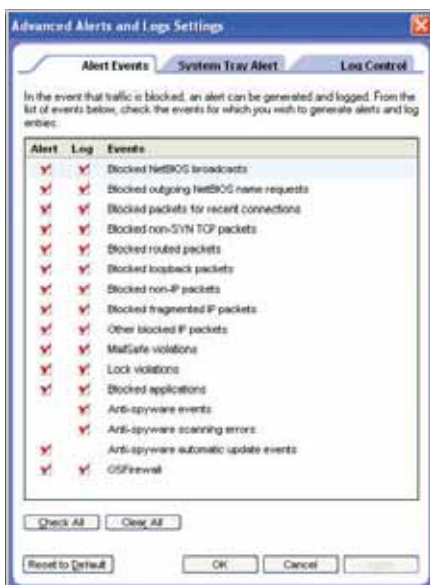 Advanced Alerts and Logs Settings
Alert Events System Tray Alert Log Control
In the event that traffic is blocked, an alert can be generated and logged. From the
list of events below, check the events for which you wish to generate alerts and log
entries:
Alert Log Events
Blocked NetBIOS broadcasts
Blocked outgoing NetBIOS name requests
Blocked packets for recent connections
Blocked non-SYN TCP packets
Blocked routed packets
Blocked loopback packets
Blocked non-IP packets
Blocked fragmented IP packets
Other blocked IP packets
MailSafe violations
Lock violations
Blocked applications
Anti-spyware events
Anti-spyware scanning errors
Anti-spyware automatic update events
OSFirewall
Check All Clear All
Reset to Default OK Cancel